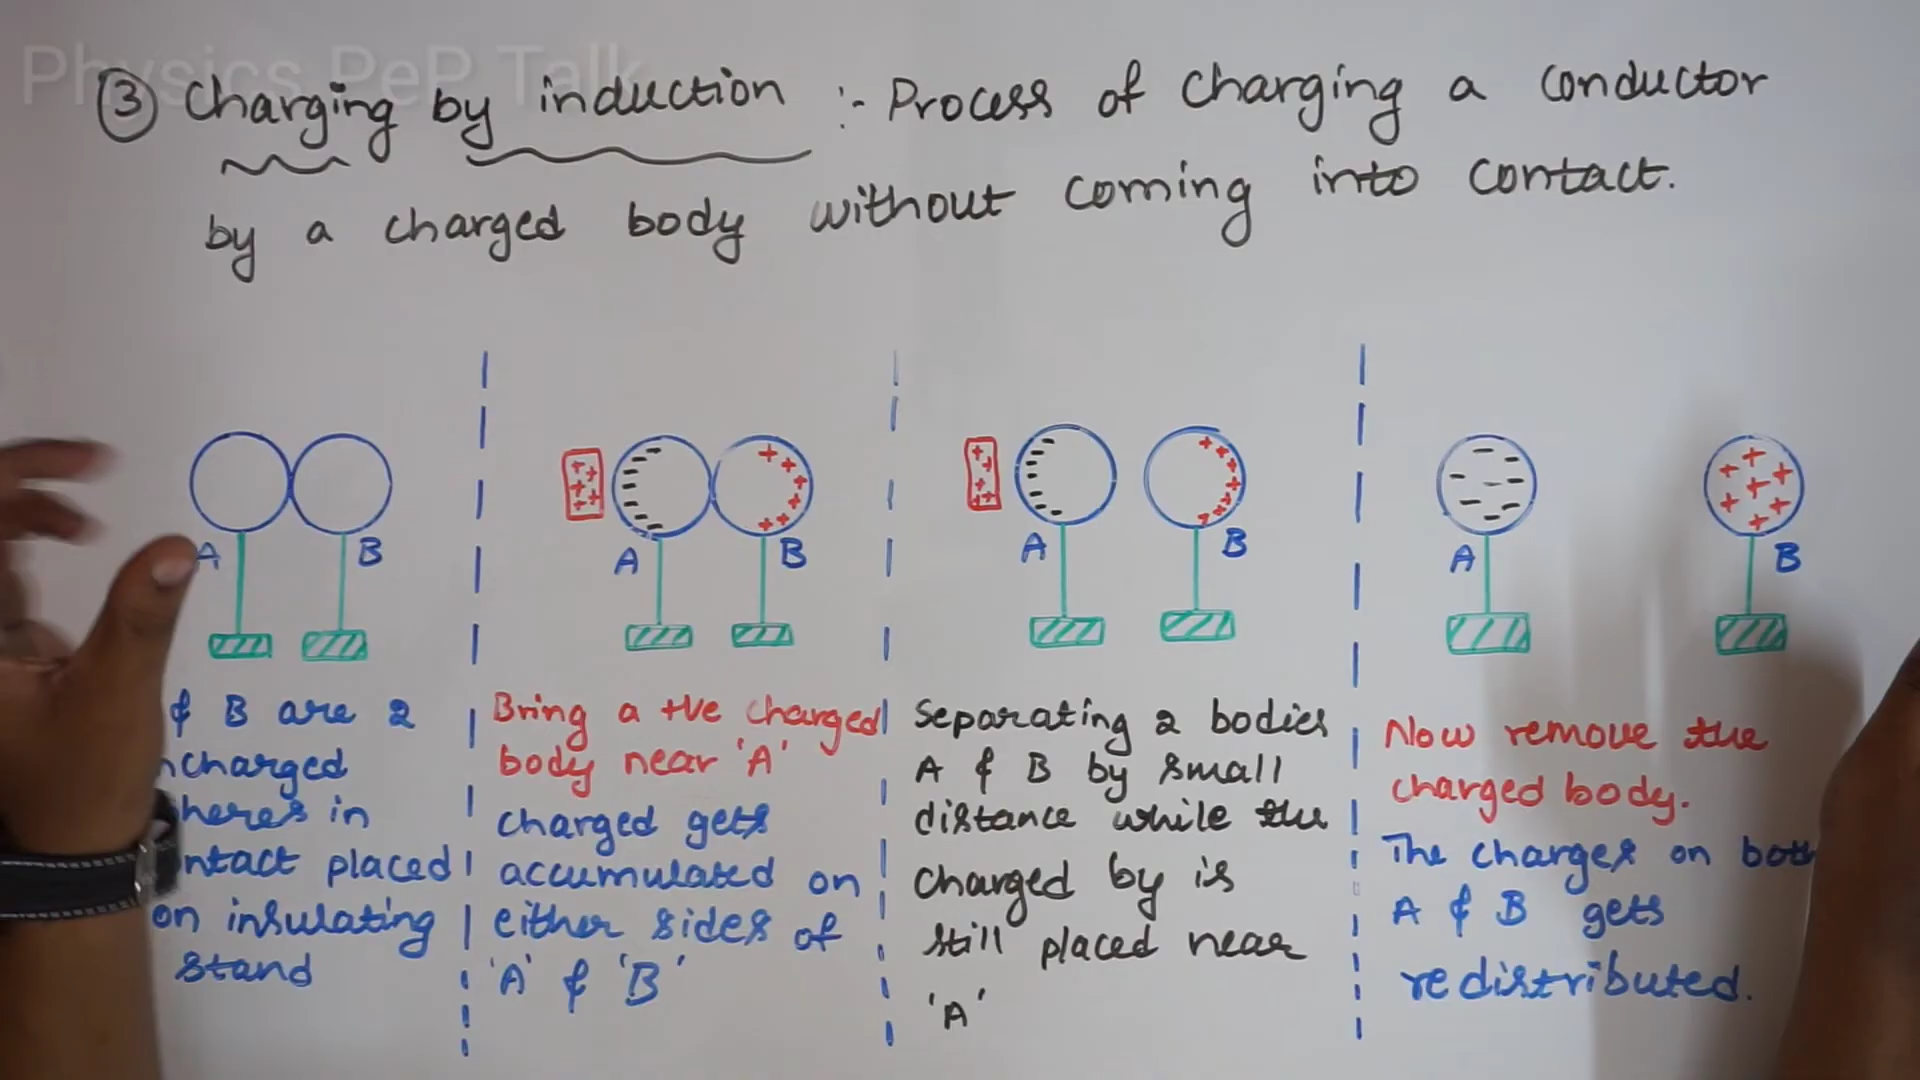 Physics PeP Talk
③ Charging by induction :- Process of charging a conductor
by a charged body without coming into contact.
A B
& B are 2
charged
heres in
ntact placed
on insulating
stand
+ + + + + +
- - - - - - -
+ + + + + +
A B
Bring a +ve charged
body near 'A'
charged gets
accumulated on
either sides of
'A' & 'B'
+ + + + +
- - - - - - -
+ + + + + + +
A B
Separating 2 bodies
A & B by small
distance while the
charged by is
still placed near
'A'
- - - - - - -
+ + + + + + +
A B
Now remove the
charged body.
The charges on both
A & B gets
redistributed.